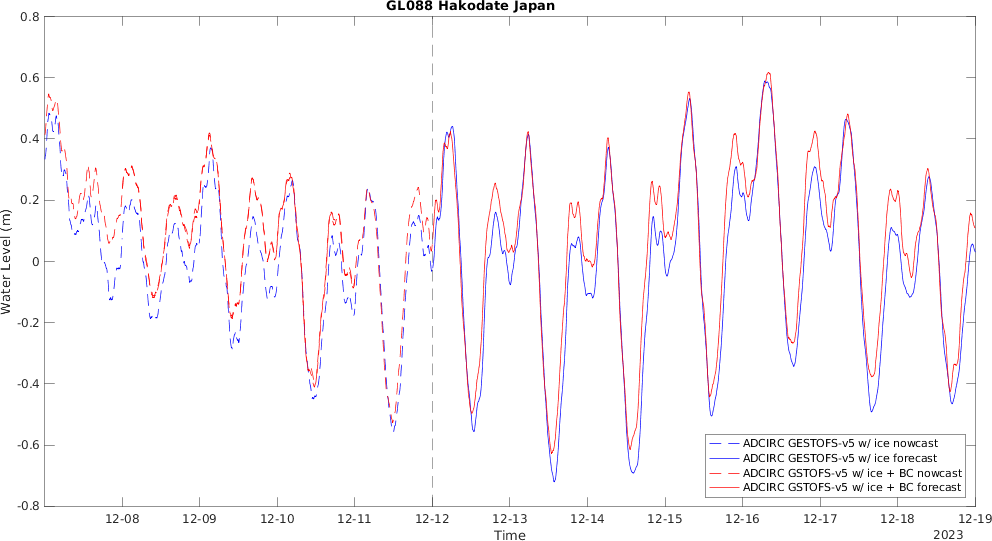 GL088 Hakodate Japan
Water Level (m)
0.8
0.6
0.4
0.2
0
-0.2
-0.4
-0.6
-0.8
ADCIRC GESTOFS-v5 w/ ice nowcast
ADCIRC GESTOFS-v5 w/ ice forecast
ADCIRC GSTOFS-v5 w/ ice + BC nowcast
ADCIRC GSTOFS-v5 w/ ice + BC forecast
12-08 12-09 12-10 12-11 12-12 12-13 12-14 12-15 12-16 12-17 12-18 12-19
Time
2023